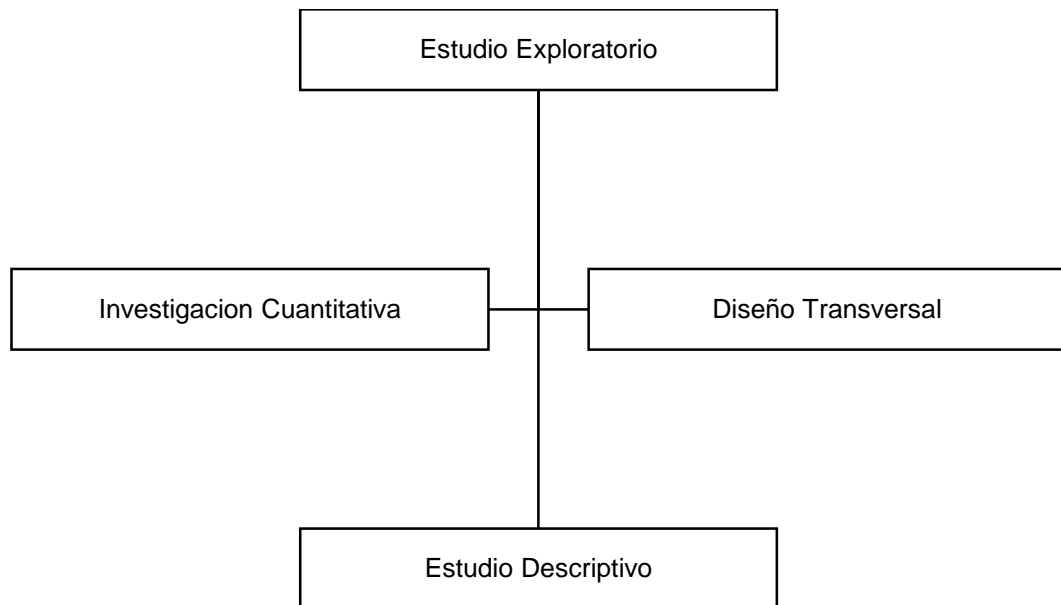 Estudio Exploratorio
Investigacion Cuantitativa
Diseño Transversal
Estudio Descriptivo